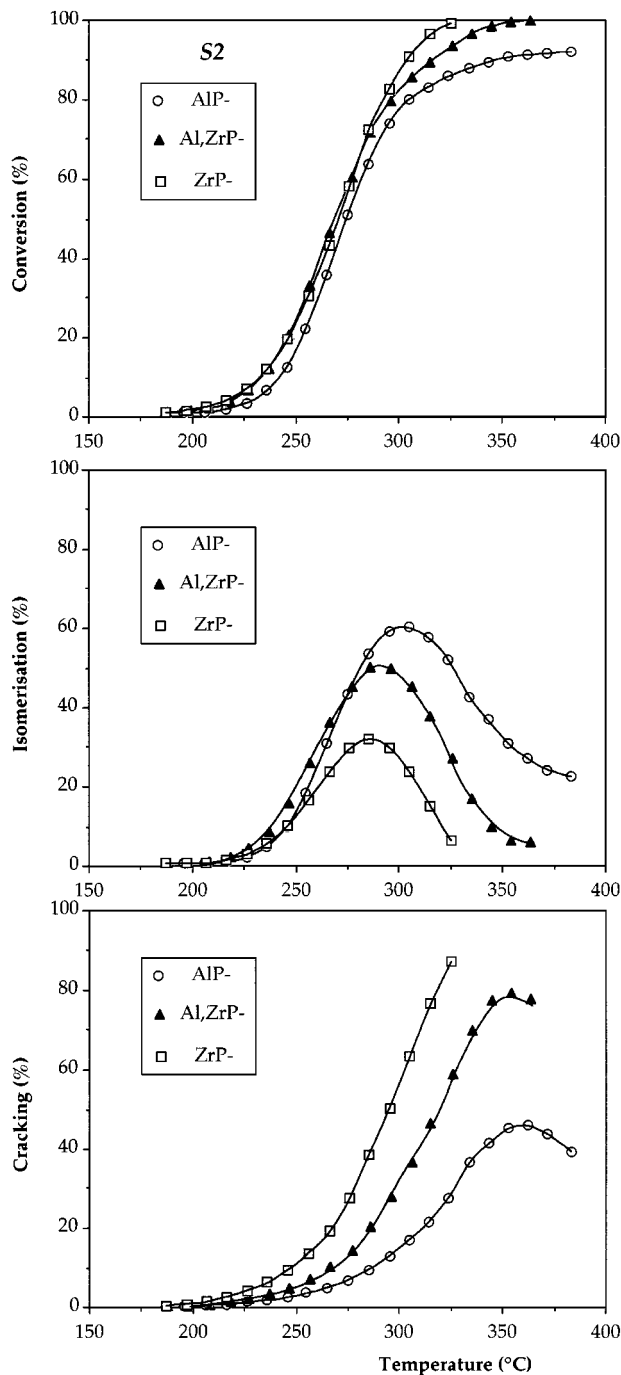 100
S2
80
AlP-
Al,ZrP-
ZrP-
60
Conversion (%)
40
20
0
150 200 250 300 350 400
100
80
AlP-
Al,ZrP-
ZrP-
60
Isomerisation (%)
40
20
0
150 200 250 300 350 400
100
80
AlP-
Al,ZrP-
ZrP-
60
Cracking (%)
40
20
0
150 200 250 300 350 400
Temperature (°C)